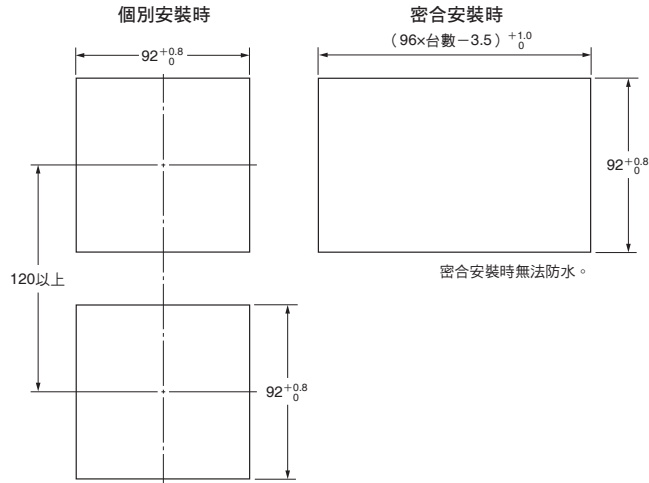 個別安裝時
92 +0.8 0
120以上
92 +0.8 0
密合安裝時
（96×台數－3.5）+1.0 0
92 +0.8 0
密合安裝時無法防水。